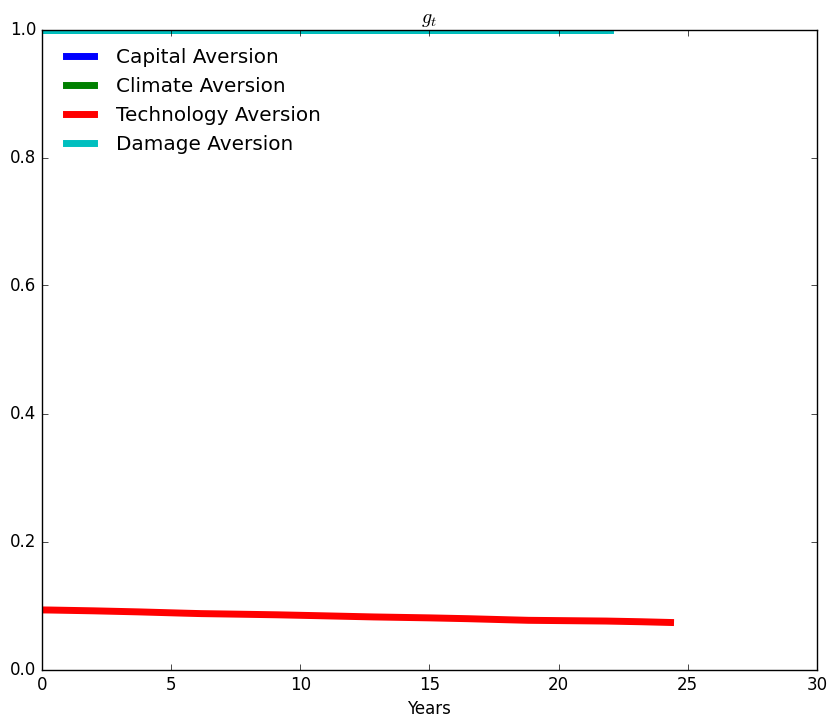 g_t
1.0
Capital Aversion
Climate Aversion
Technology Aversion
Damage Aversion
0.8
0.6
0.4
0.2
0.0
0 5 10 15 20 25 30
Years